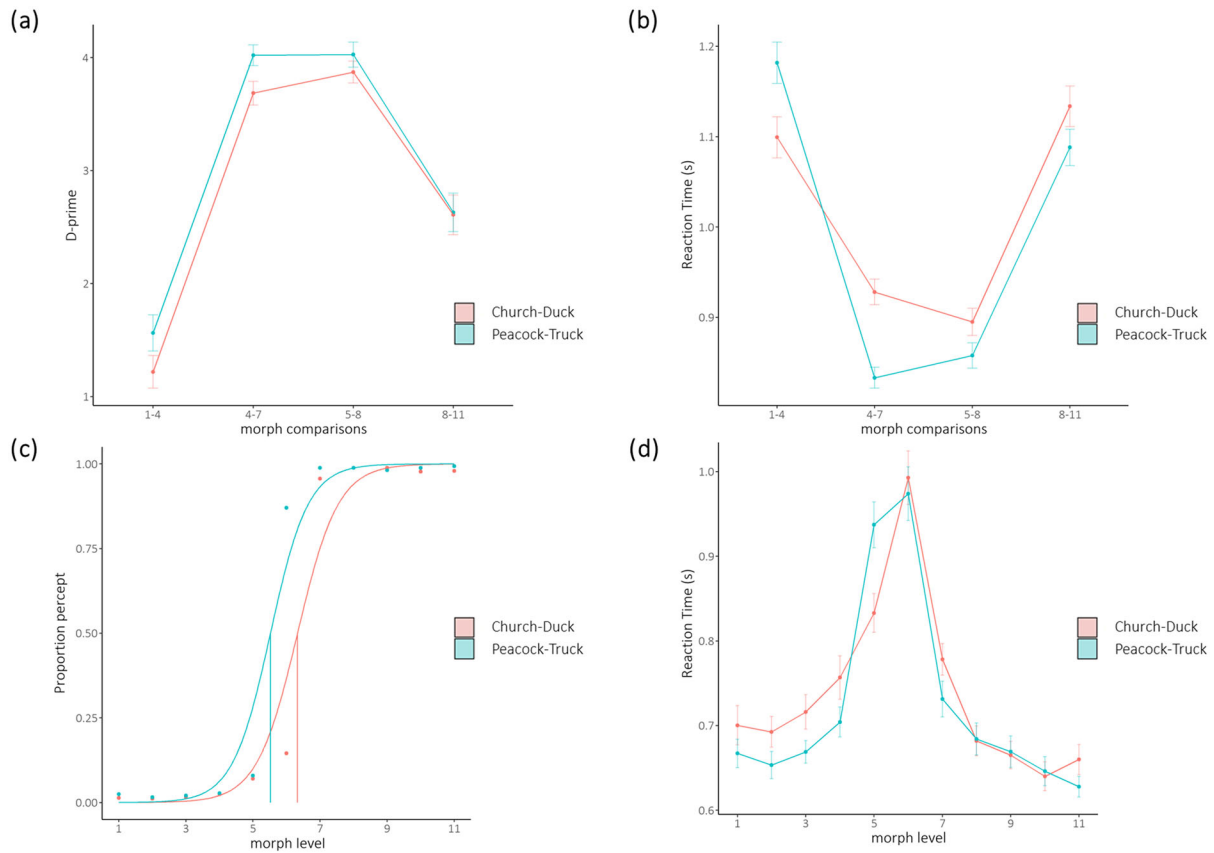 (a)
4
3
2
1
D-prime
1-4 4-7 5-8 8-11
morph comparisons
Church-Duck
Peacock-Truck
(b)
1.2
1.1
1.0
0.9
Reaction Time (s)
1-4 4-7 5-8 8-11
morph comparisons
Church-Duck
Peacock-Truck
(c)
1.00
0.75
0.50
0.25
0.00
Proportion percept
1 3 5 7 9 11
morph level
Church-Duck
Peacock-Truck
(d)
1.0
0.9
0.8
0.7
0.6
Reaction Time (s)
1 3 5 7 9 11
morph level
Church-Duck
Peacock-Truck